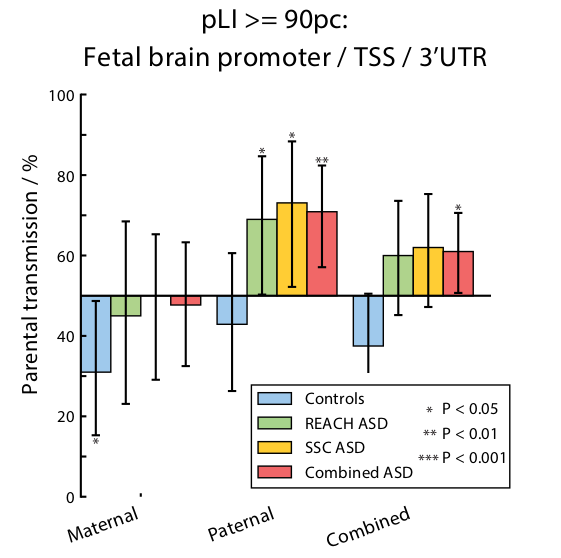 pLI >= 90pc:
Fetal brain promoter / TSS / 3’UTR
Parental transmission / %
100
80
60
40
20
0
*
*
*
**
*
Controls
REACH ASD
SSC ASD
Combined ASD
* P < 0.05
** P < 0.01
*** P < 0.001
Maternal
Paternal
Combined